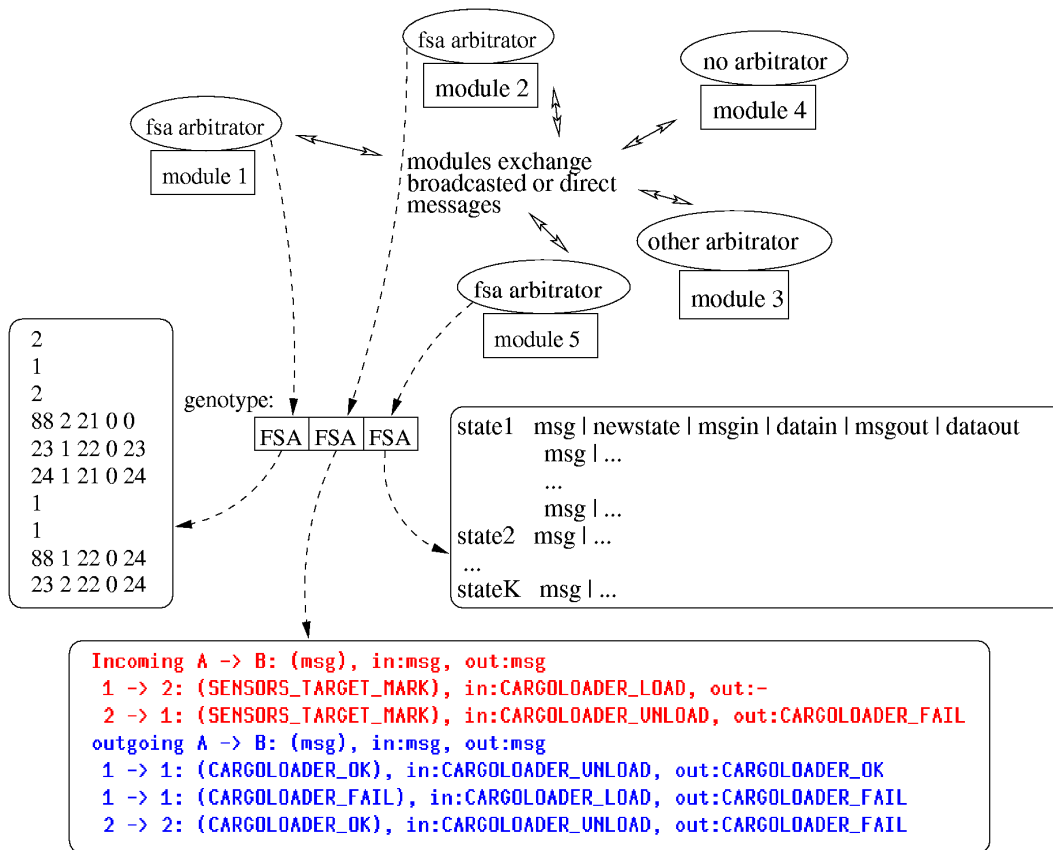 fsa arbitrator
module 2
no arbitrator
module 4
fsa arbitrator
module 1
modules exchange
broadcasted or direct
messages
other arbitrator
module 3
fsa arbitrator
module 5
2
1
2
88 2 21 0 0
23 1 22 0 23
24 1 21 0 24
1
1
88 1 22 0 24
23 2 22 0 24
genotype:
FSA FSA FSA
state1 msg | newstate | msgin | datain | msgout | dataout
msg | ...
...
msg | ...
state2 msg | ...
...
stateK msg | ...
Incoming A -> B: (msg), in:msg, out:msg
1 -> 2: (SENSORS_TARGET_MARK), in:CARGOLOADER_LOAD, out:-
2 -> 1: (SENSORS_TARGET_MARK), in:CARGOLOADER_UNLOAD, out:CARGOLOADER_FAIL
outgoing A -> B: (msg), in:msg, out:msg
1 -> 1: (CARGOLOADER_OK), in:CARGOLOADER_UNLOAD, out:CARGOLOADER_OK
1 -> 1: (CARGOLOADER_FAIL), in:CARGOLOADER_LOAD, out:CARGOLOADER_FAIL
2 -> 2: (CARGOLOADER_OK), in:CARGOLOADER_UNLOAD, out:CARGOLOADER_FAIL